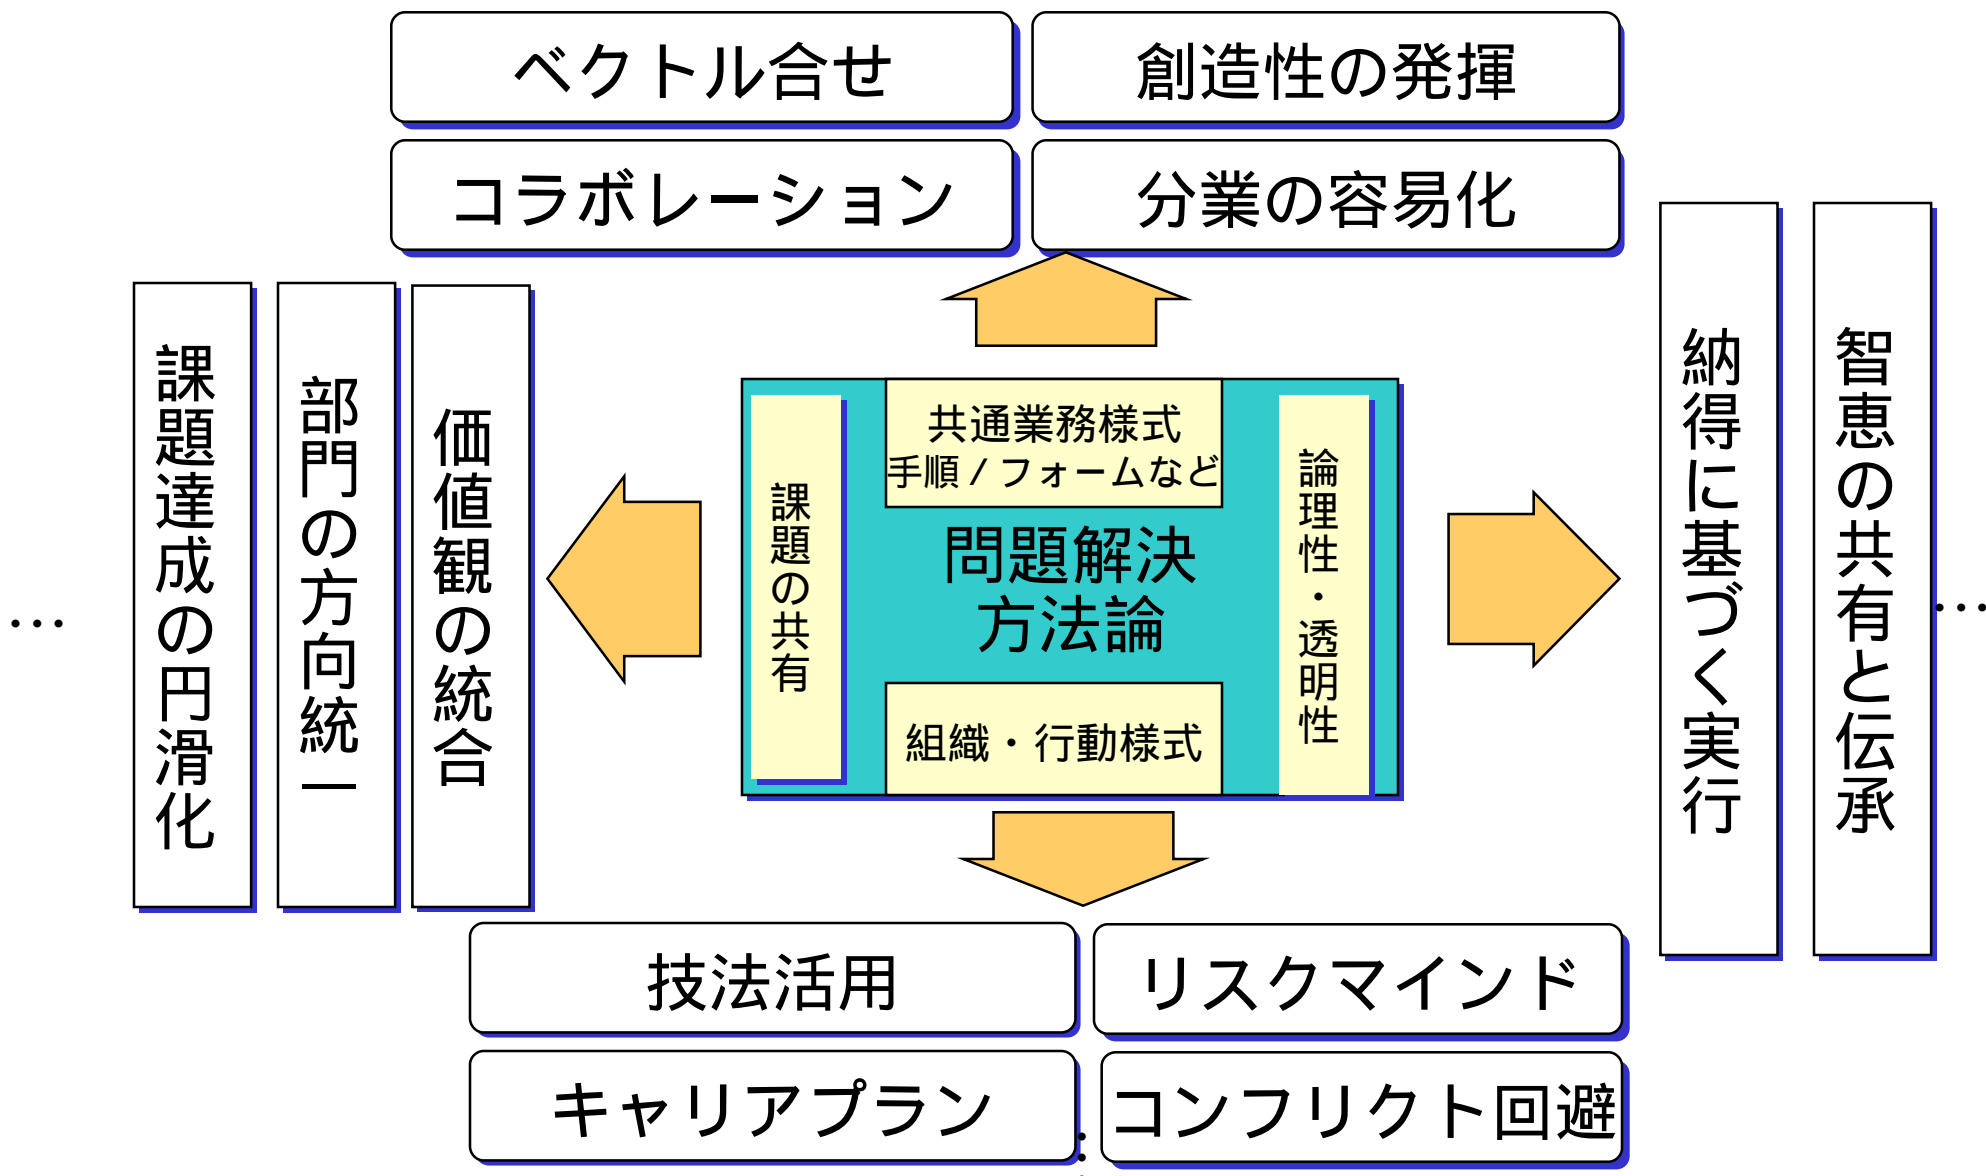 ベクトル合せ
創造性の発揮
コラボレーション
分業の容易化
課題達成の円滑化
部門の方向統一
価値観の統合
…
課題の共有
共通業務様式
手順/フォームなど
問題解決
方法論
組織・行動様式
論理性・透明性
納得に基づく実行
智恵の共有と伝承
…
技法活用
リスクマインド
キャリアプラン
コンフリクト回避
…